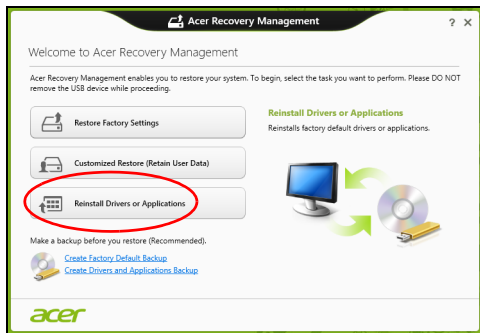 Acer Recovery Management
? ×
Welcome to Acer Recovery Management
Acer Recovery Management enables you to restore your system. To begin, select the task you want to perform. Please DO NOT
remove the USB device while proceeding.
Restore Factory Settings
Customized Restore (Retain User Data)
Reinstall Drivers or Applications
Reinstall Drivers or Applications
Reinstalls factory default drivers or applications.
Make a backup before you restore (Recommended).
Create Factory Default Backup
Create Drivers and Applications Backup
acer